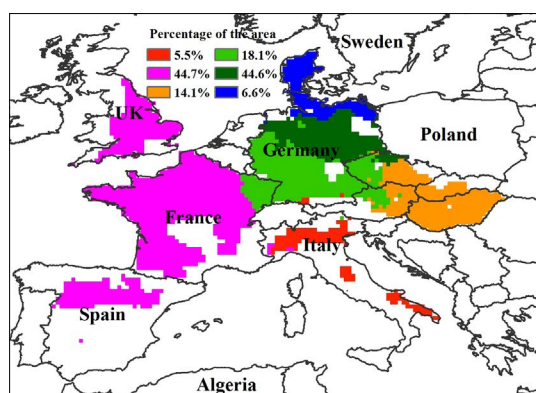 Percentage of the area
5.5% 18.1%
44.7% 44.6%
14.1% 6.6%
Sweden
UK
Poland
Germany
France
Italy
Spain
Algeria